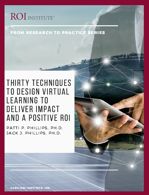 ROI INSTITUTE
FROM RESEARCH TO PRACTICE SERIES
THIRTY TECHNIQUES
TO DESIGN VIRTUAL
LEARNING TO
DELIVER IMPACT
AND A POSITIVE ROI
PATTI P. PHILLIPS, PH.D.
JACK J. PHILLIPS, PH.D.